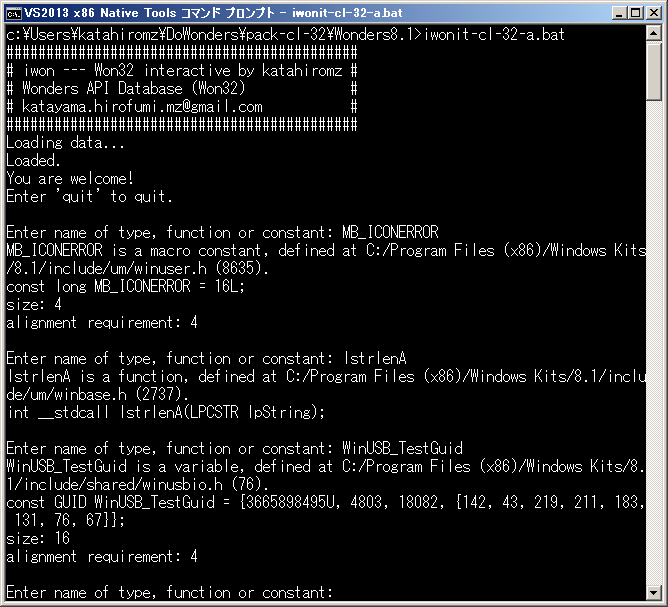 VS2013 x86 Native Tools コマンド プロンプト - iwonit-cl-32-a.bat
c:¥Users¥katahiromz¥DoWonders¥pack-cl-32¥Wonders8.1>iwonit-cl-32-a.bat
############################################
# iwon --- Won32 interactive by katahiromz #
# Wonders API Database (Won32)             #
# katayama.hirofumi.mz@gmail.com           #
############################################
Loading data...
Loaded.
You are welcome!
Enter 'quit' to quit.
Enter name of type, function or constant: MB_ICONERROR
MB_ICONERROR is a macro constant, defined at C:/Program Files (x86)/Windows Kits
/8.1/include/um/winuser.h (8635).
const long MB_ICONERROR = 16L;
size: 4
alignment requirement: 4
Enter name of type, function or constant: lstrlenA
lstrlenA is a function, defined at C:/Program Files (x86)/Windows Kits/8.1/inclu
de/um/winbase.h (2737).
int __stdcall lstrlenA(LPCSTR lpString);
Enter name of type, function or constant: WinUSB_TestGuid
WinUSB_TestGuid is a variable, defined at C:/Program Files (x86)/Windows Kits/8.
1/include/shared/winusbio.h (76).
const GUID WinUSB_TestGuid = [3665898495U, 4803, 18082, [142, 43, 219, 211, 183,
 131, 76, 67]];
size: 16
alignment requirement: 4
Enter name of type, function or constant: